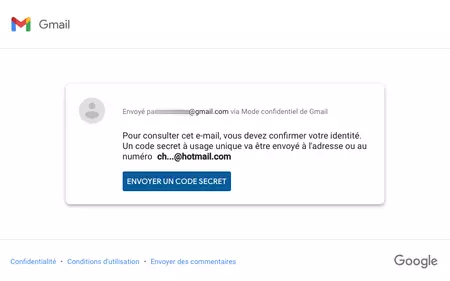 Gmail
Envoyé par @gmail.com via Mode confidentiel de Gmail
Pour consulter cet e-mail, vous devez confirmer votre identité.
Un code secret à usage unique va être envoyé à l'adresse ou au
numéro ch...@hotmail.com
ENVOYER UN CODE SECRET
Confidentialité • Conditions d'utilisation • Envoyer des commentaires
Google